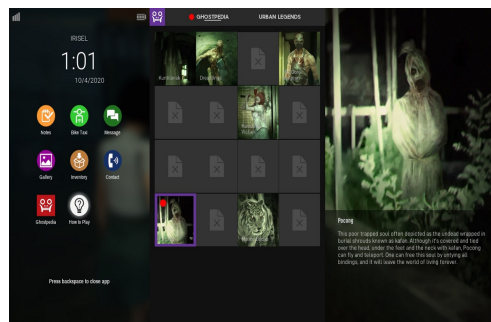 IRISEL
1:01
10/4/2020
Notes
Bike Taxi
Message
Gallery
Inventory
Contact
Ghostpedia
How to Play
Press backspace to close app
GHOSTPEDIA
URBAN LEGENDS
Kuntilanak
Pocong
This poor trapped soul often depicted as the undead wrapped in
burial shrouds known as kafan. Although it's covered and tied
over the head, under the feet and the neck with kafan, Pocong
can fly and teleport. One can free this soul by untying all
bindings, and it will leave the world of living forever.